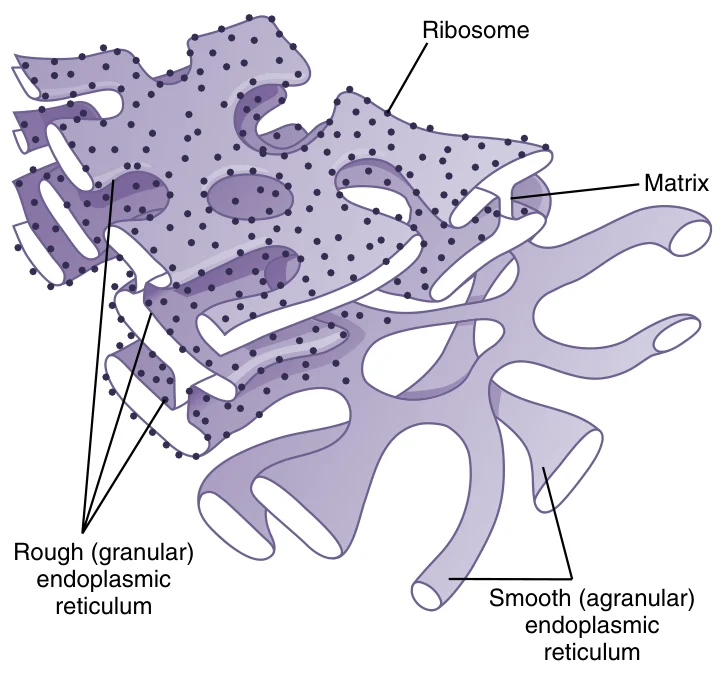 Ribosome
Matrix
Rough (granular)
endoplasmic
reticulum
Smooth (agranular)
endoplasmic
reticulum